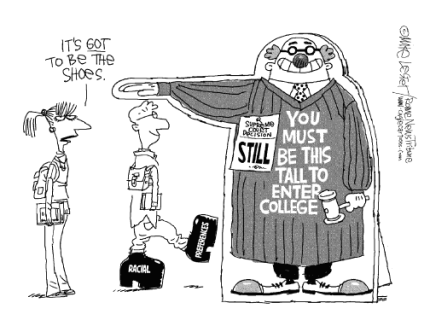 IT'S GOT
TO BE THE
SHOES.
SUPREME
COURT
DECISION
STILL
YOU
MUST
BE THIS
TALL TO
ENTER
COLLEGE
RACIAL
PREFERENCES